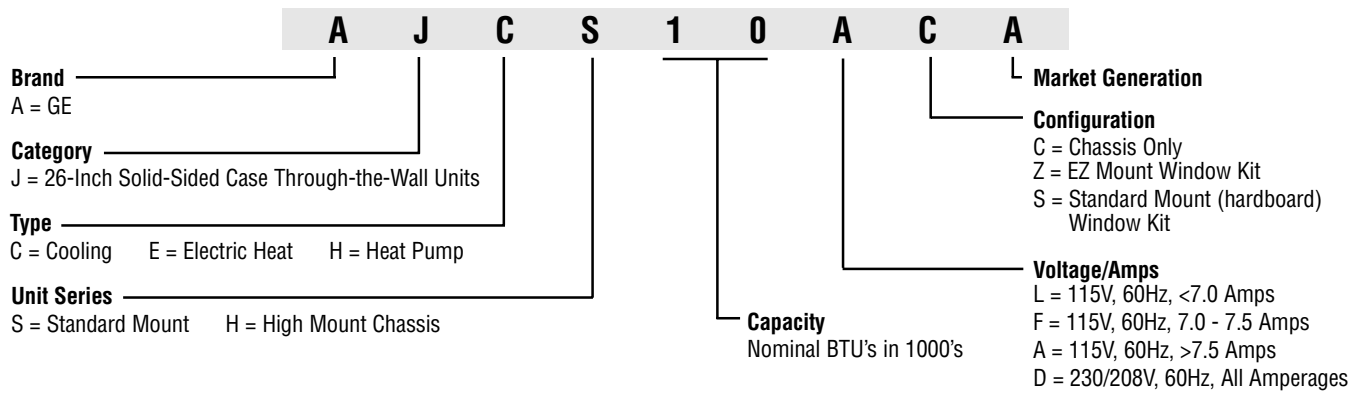 A J C S 1 0 A C A
Brand
A = GE
Category
J = 26-Inch Solid-Sided Case Through-the-Wall Units
Type
C = Cooling E = Electric Heat H = Heat Pump
Unit Series
S = Standard Mount H = High Mount Chassis
Capacity
Nominal BTU's in 1000's
Market Generation
Configuration
C = Chassis Only
Z = EZ Mount Window Kit
S = Standard Mount (hardboard)
Window Kit
Voltage/Amps
L = 115V, 60Hz, <7.0 Amps
F = 115V, 60Hz, 7.0 - 7.5 Amps
A = 115V, 60Hz, >7.5 Amps
D = 230/208V, 60Hz, All Amperages